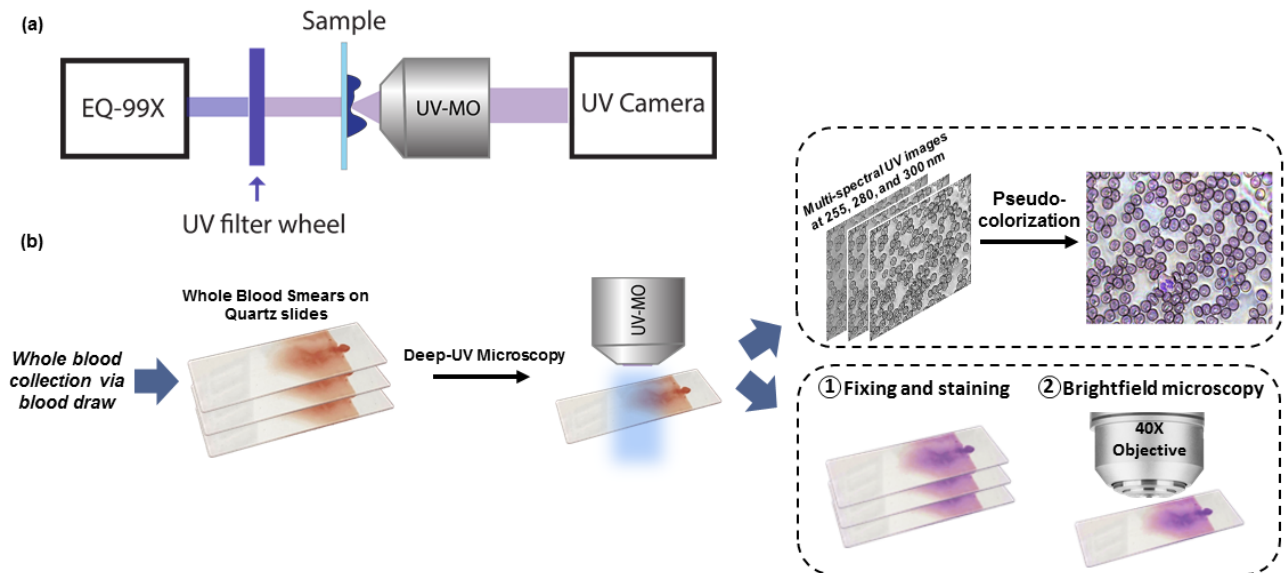 (a)
Sample
EQ-99X
UV-MO
UV Camera
UV filter wheel
(b)
Whole blood
collection via
blood draw
Whole Blood Smears on
Quartz slides
Deep-UV Microscopy
UV-MO
Multi-spectral UV images
at 255, 280, and 300 nm
Pseudo-
colorization
① Fixing and staining
② Brightfield microscopy
40X
Objective